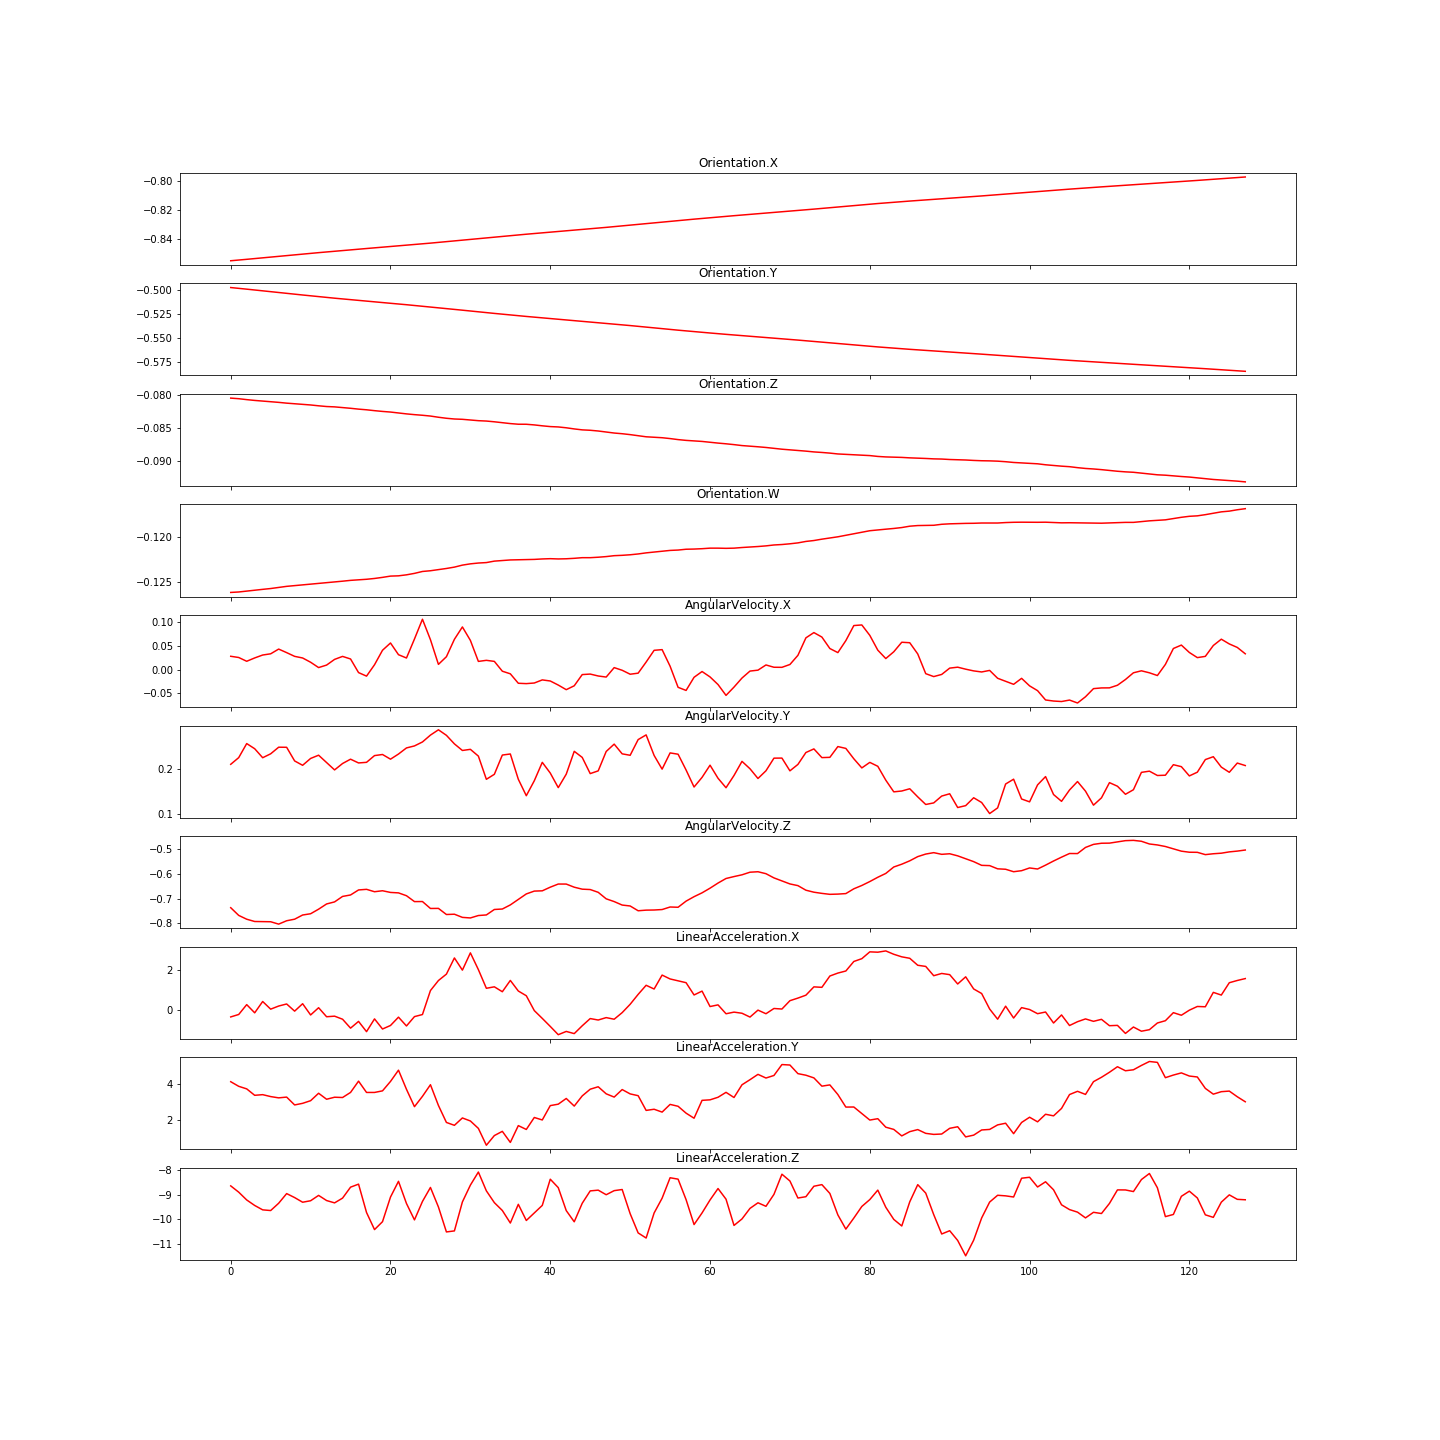 Orientation.X
−0.80
−0.82
−0.84
Orientation.Y
−0.500
−0.525
−0.550
−0.575
Orientation.Z
−0.080
−0.085
−0.090
Orientation.W
−0.120
−0.125
AngularVelocity.X
0.10
0.05
0.00
−0.05
AngularVelocity.Y
0.2
0.1
AngularVelocity.Z
−0.5
−0.6
−0.7
−0.8
LinearAcceleration.X
2
0
LinearAcceleration.Y
4
2
LinearAcceleration.Z
−8
−9
−10
−11
0 20 40 60 80 100 120